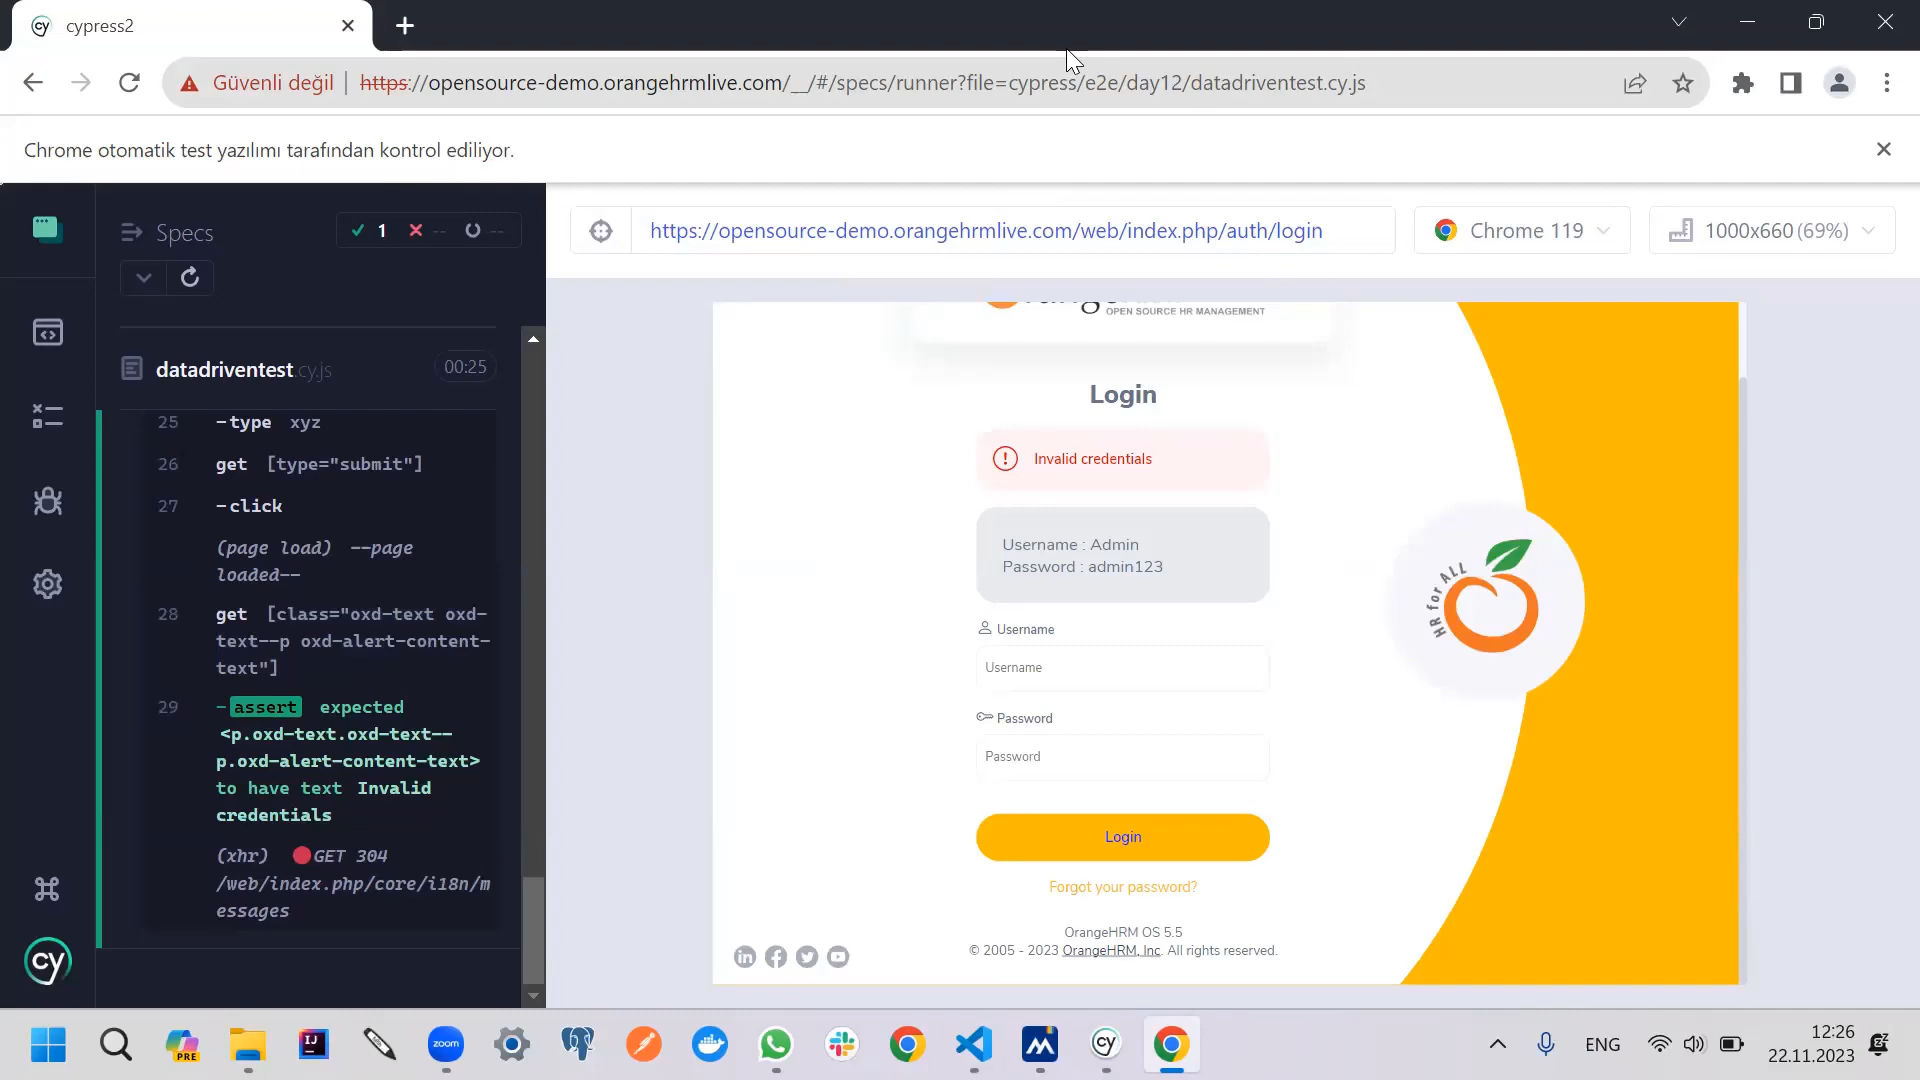 cypress2
Güvenli değil
https://opensource-demo.orangehrmlive.com/__/#/specs/runner?file=cypress/e2e/day12/datadriventest.cy.js
Chrome otomatik test yazılımı tarafından kontrol ediliyor.
Specs
1
--
--
https://opensource-demo.orangehrmlive.com/web/index.php/auth/login
Chrome 119
1000x660 (69%)
datadriventest.cy.js
00:25
25 -type xyz
26 get [type="submit"]
27 -click
(page load) --page
loaded--
28 get [class="oxd-text oxd-
text--p oxd-alert-content-
text"]
29 -assert expected
<p.oxd-text.oxd-text--
p.oxd-alert-content-text>
to have text Invalid
credentials
(xhr) GET 304
/web/index.php/core/i18n/m
essages
cy
OPEN SOURCE HR MANAGEMENT
Login
Invalid credentials
Username : Admin
Password : admin123
Username
Username
Password
Password
Login
Forgot your password?
OrangeHRM OS 5.5
© 2005 - 2023 OrangeHRM, Inc. All rights reserved.
HR for ALL
PRE
IJ
zoom
cy
ENG
12:26
22.11.2023